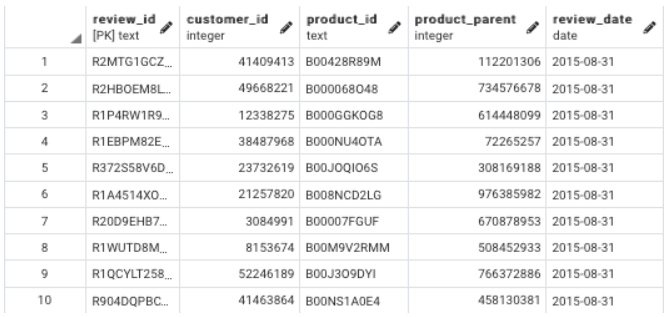 review_id customer_id product_id product_parent review_date
[PK] text integer text integer date
1 R2MTG1GCZ... 41409413 B00428R89M 112201306 2015-08-31
2 R2HBOEM8L... 49668221 B000068O48 734576678 2015-08-31
3 R1P4RW1R9... 12338275 B000GGKOG8 614448099 2015-08-31
4 R1EBPM82E... 38487968 B000NU4OTA 72265257 2015-08-31
5 R372S58V6D... 23732619 B00JOQIO6S 308169188 2015-08-31
6 R1A4514XO... 21257820 B008NCD2LG 976385982 2015-08-31
7 R20D9EHB7... 3084991 B00007FGUF 670878953 2015-08-31
8 R1WUTD8M... 8153674 B00M9V2RMM 508452933 2015-08-31
9 R1QCYLT258... 52246189 B00J3O9DYI 766372886 2015-08-31
10 R904DQPBC... 41463864 B00NS1A0E4 458130381 2015-08-31